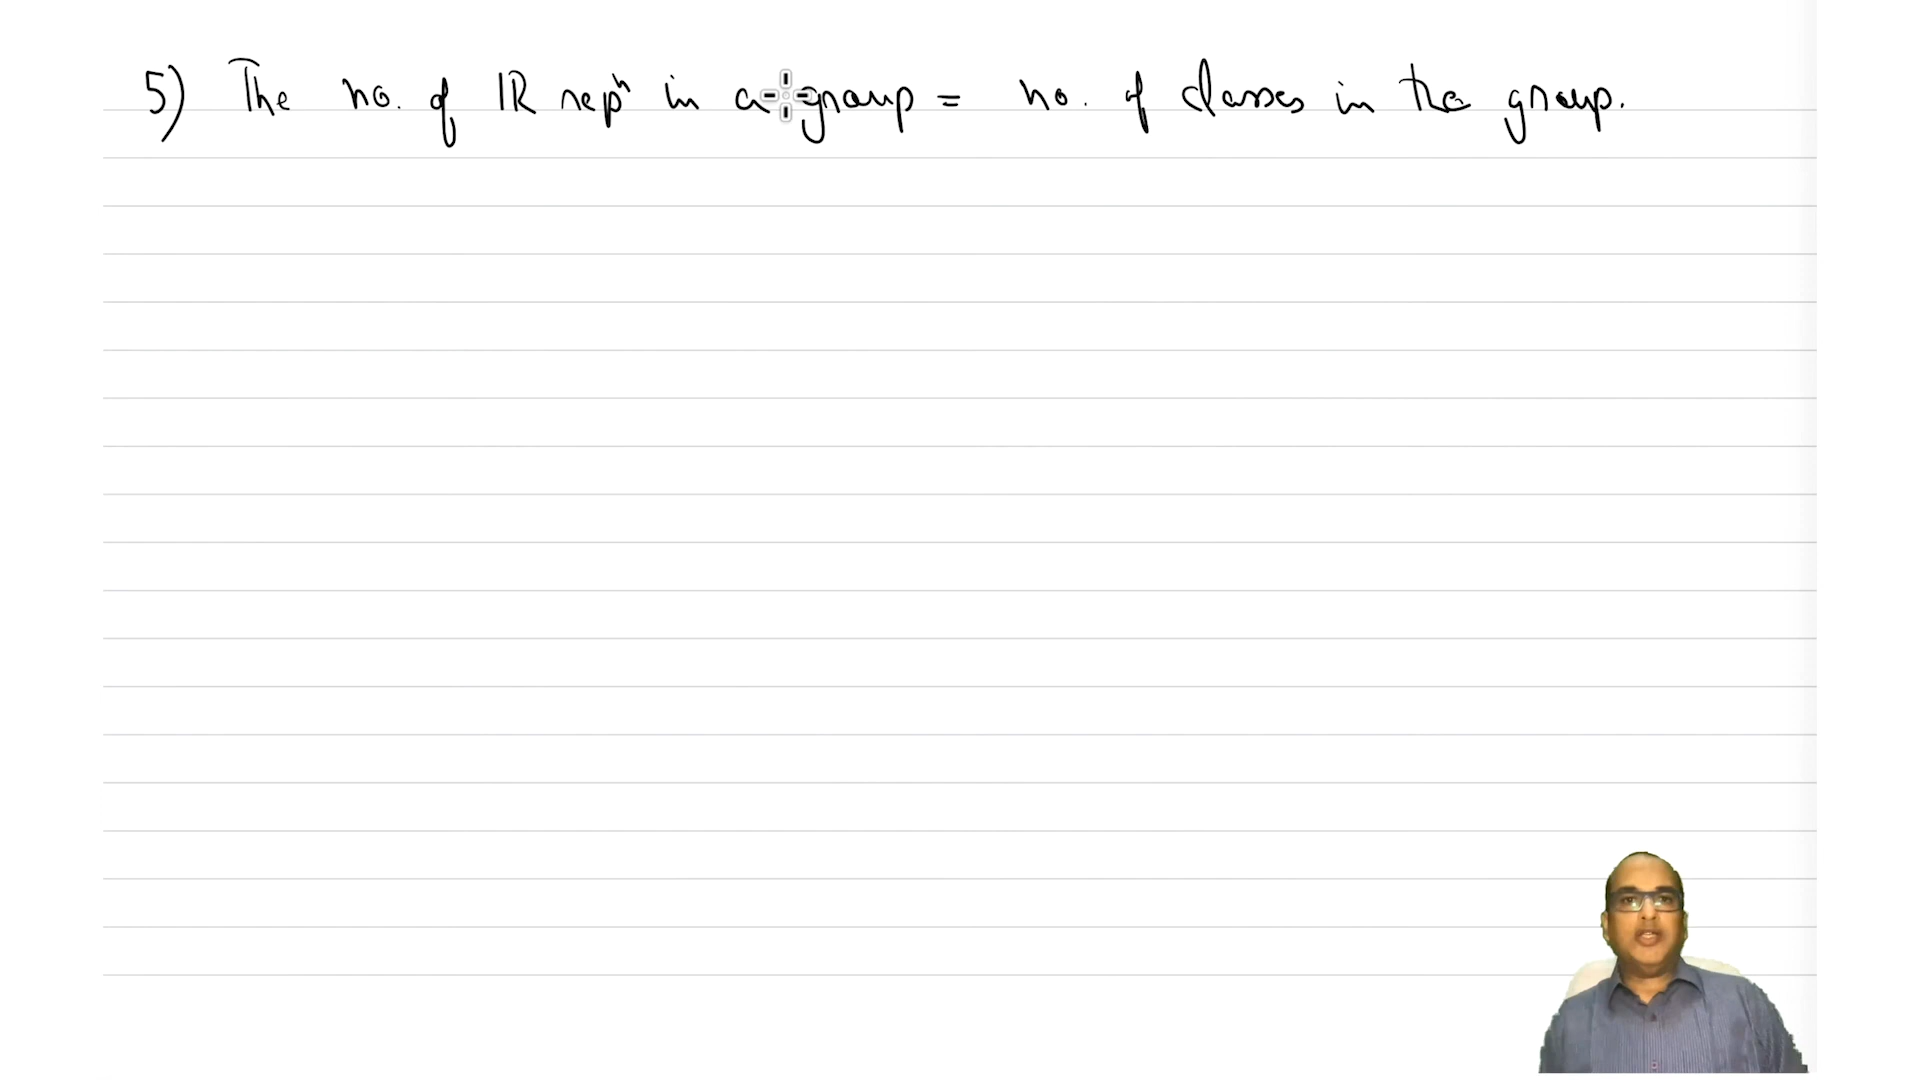 5) The no. of IR repⁿ in a group = no. of classes in the group.